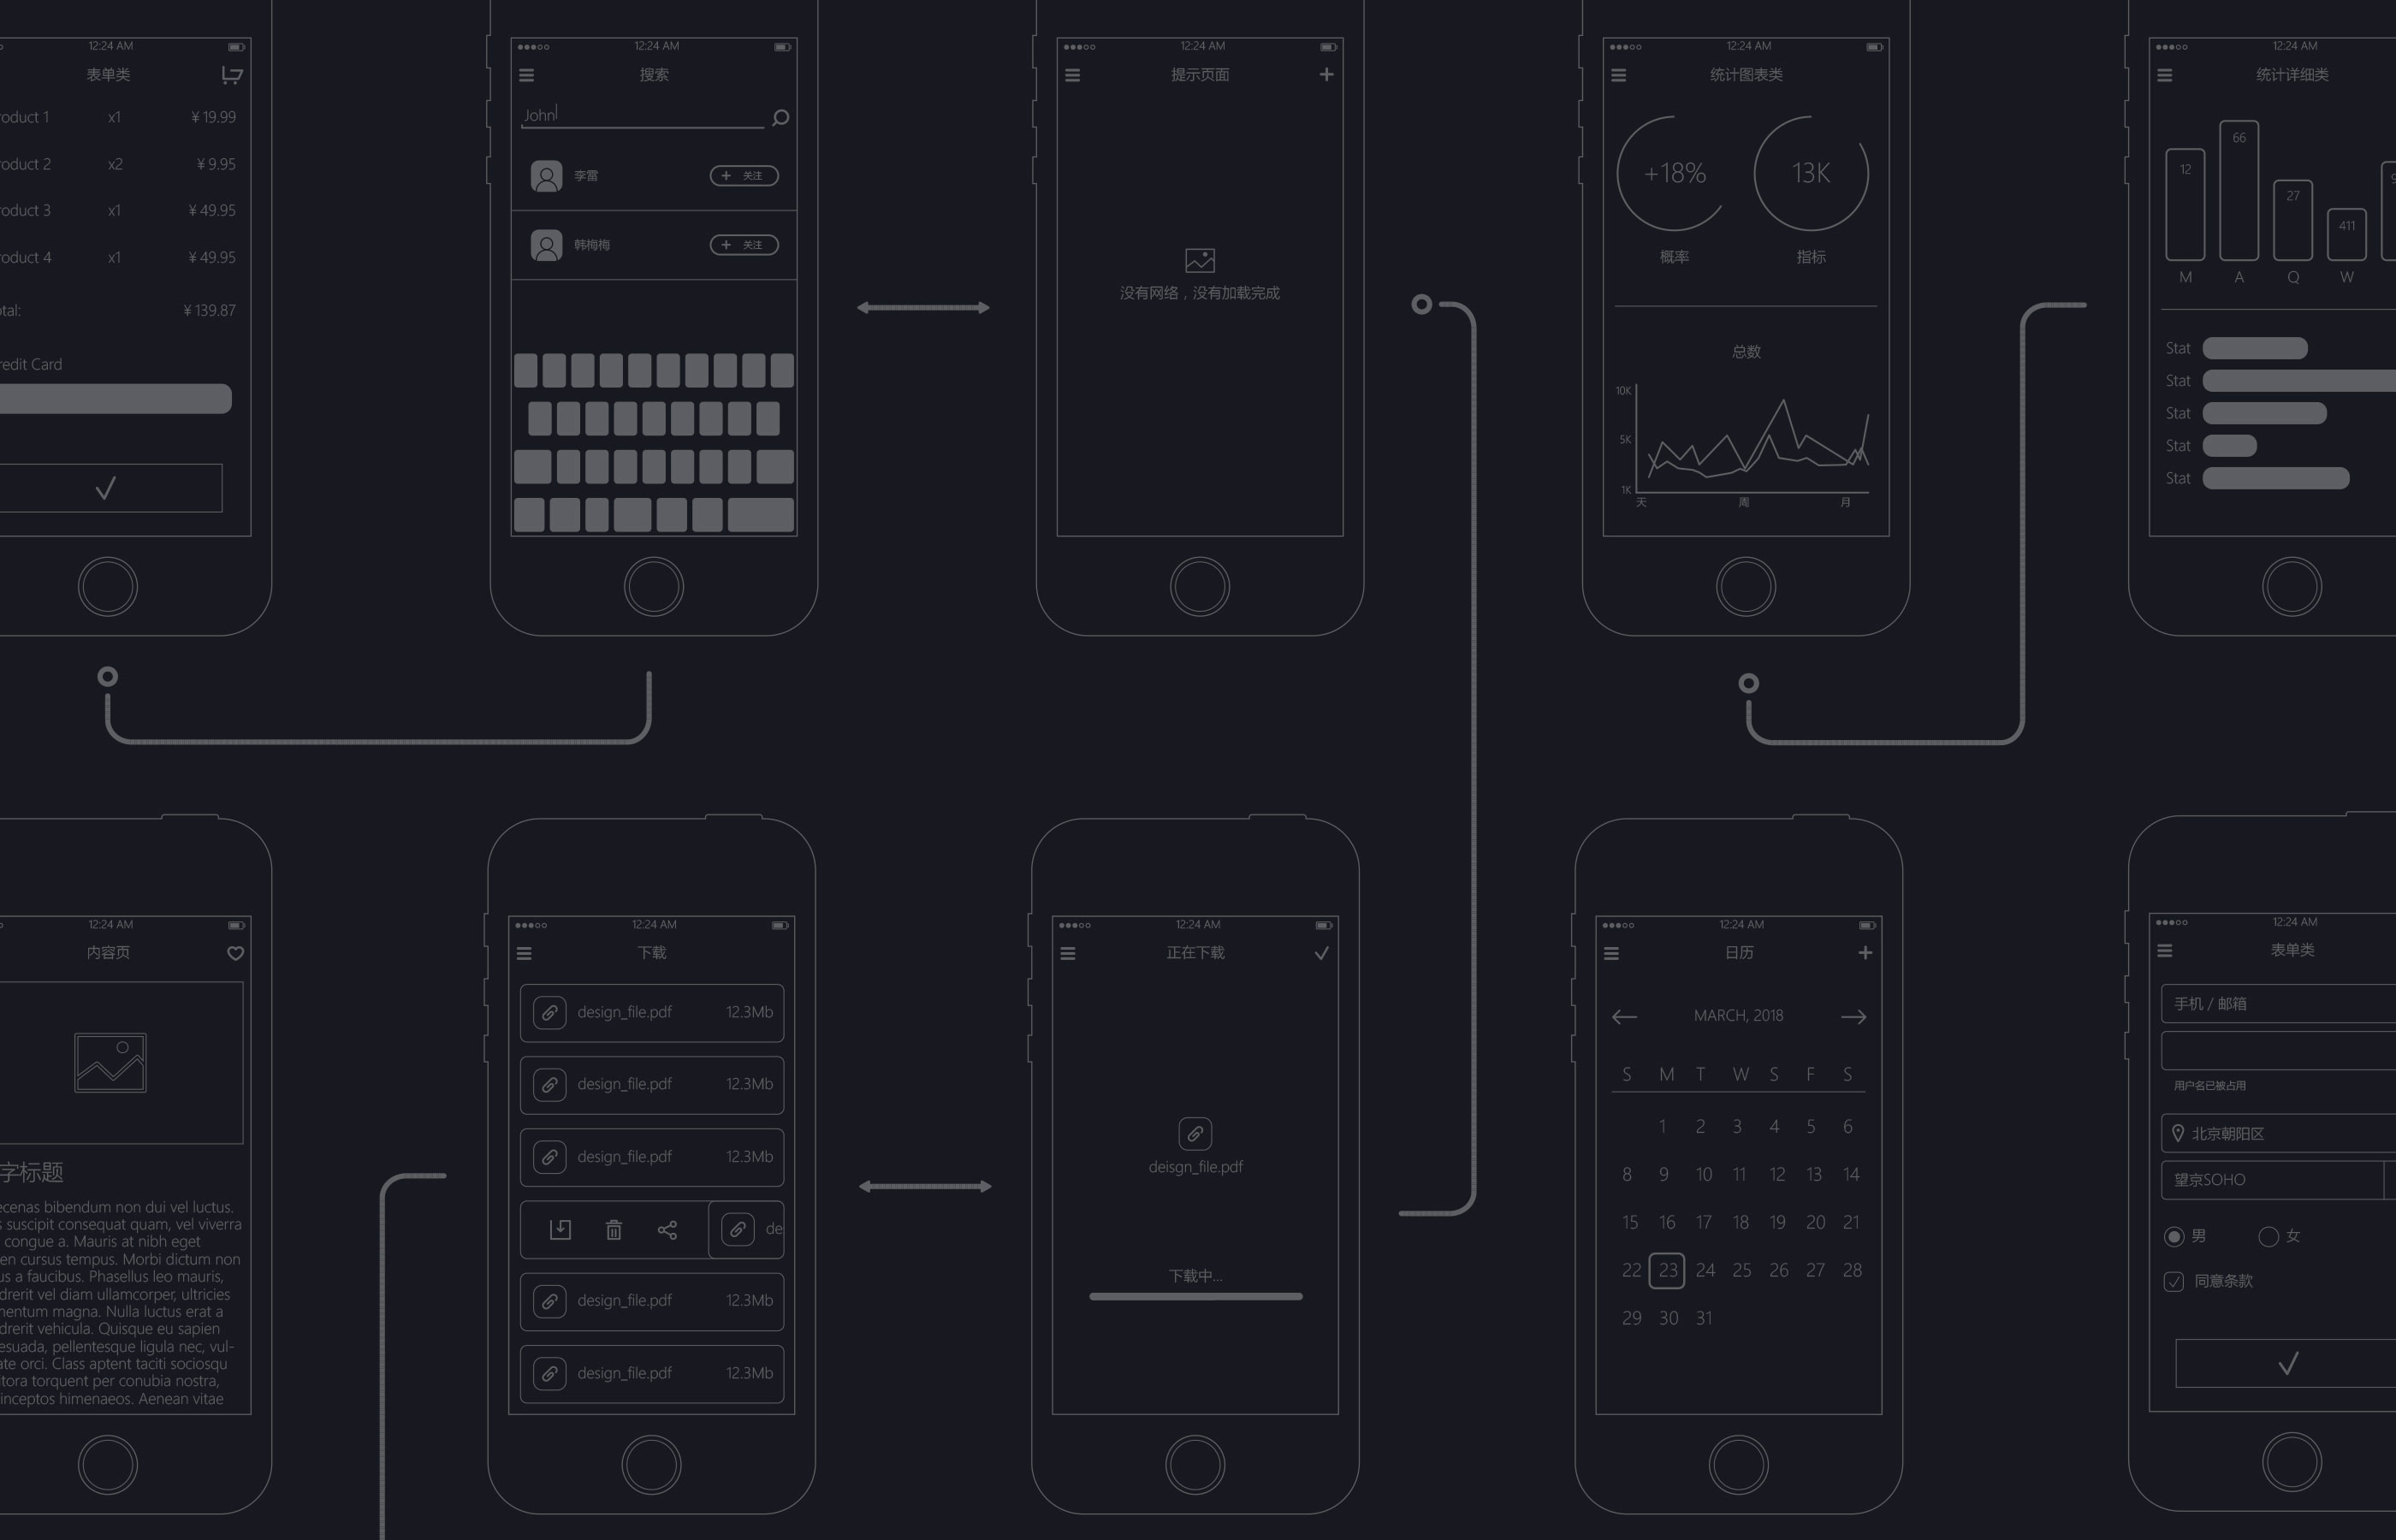 12:24 AM
表单类
roduct 1 x1 ¥ 19.99
roduct 2 x2 ¥ 9.95
roduct 3 x1 ¥ 49.95
roduct 4 x1 ¥ 49.95
tal: ¥ 139.87
redit Card
12:24 AM
搜索
John
李雷 + 关注
韩梅梅 + 关注
12:24 AM
提示页面
没有网络，没有加载完成
12:24 AM
统计图表类
+18% 13K
概率 指标
总数
10K
5K
1K
天 周 月
12:24 AM
统计详细类
12 66 27 411 9
M A Q W
Stat
Stat
Stat
Stat
Stat
12:24 AM
内容页
字标题
ecenas bibendum non dui vel luctus.
s suscipit consequat quam, vel viverra
congue a. Mauris at nibh eget
en cursus tempus. Morbi dictum non
us a faucibus. Phasellus leo mauris,
drerit vel diam ullamcorper, ultricies
mentum magna. Nulla luctus erat a
drerit vehicula. Quisque eu sapien
esuada, pellentesque ligula nec, vul-
ate orci. Class aptent taciti sociosqu
itora torquent per conubia nostra,
inceptos himenaeos. Aenean vitae
12:24 AM
下载
design_file.pdf 12.3Mb
design_file.pdf 12.3Mb
design_file.pdf 12.3Mb
de
design_file.pdf 12.3Mb
design_file.pdf 12.3Mb
12:24 AM
正在下载
deisgn_file.pdf
下载中...
12:24 AM
日历
MARCH, 2018
S M T W S F S
1 2 3 4 5 6
8 9 10 11 12 13 14
15 16 17 18 19 20 21
22 23 24 25 26 27 28
29 30 31
12:24 AM
表单类
手机 / 邮箱
用户名已被占用
北京朝阳区
望京SOHO
男 女
同意条款